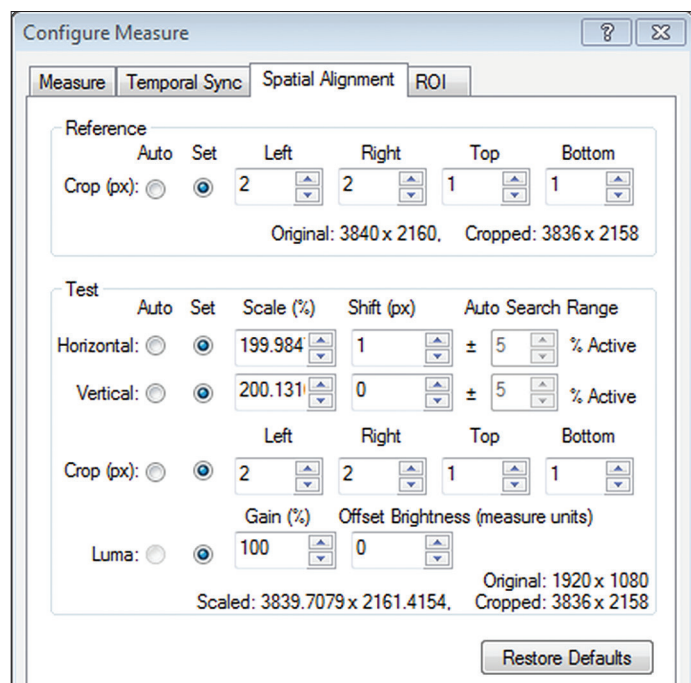 Configure Measure
Measure Temporal Sync Spatial Alignment ROI
Reference
Auto Set Left Right Top Bottom
Crop (px): 2 2 1 1
Original: 3840 x 2160, Cropped: 3836 x 2158
Test
Auto Set Scale (%) Shift (px) Auto Search Range
Horizontal: 199.984 1 ± 5 % Active
Vertical: 200.131 0 ± 5 % Active
Left Right Top Bottom
Crop (px): 2 2 1 1
Gain (%) Offset Brightness (measure units)
Luma: 100 0
Original: 1920 x 1080
Scaled: 3839.7079 x 2161.4154, Cropped: 3836 x 2158
Restore Defaults